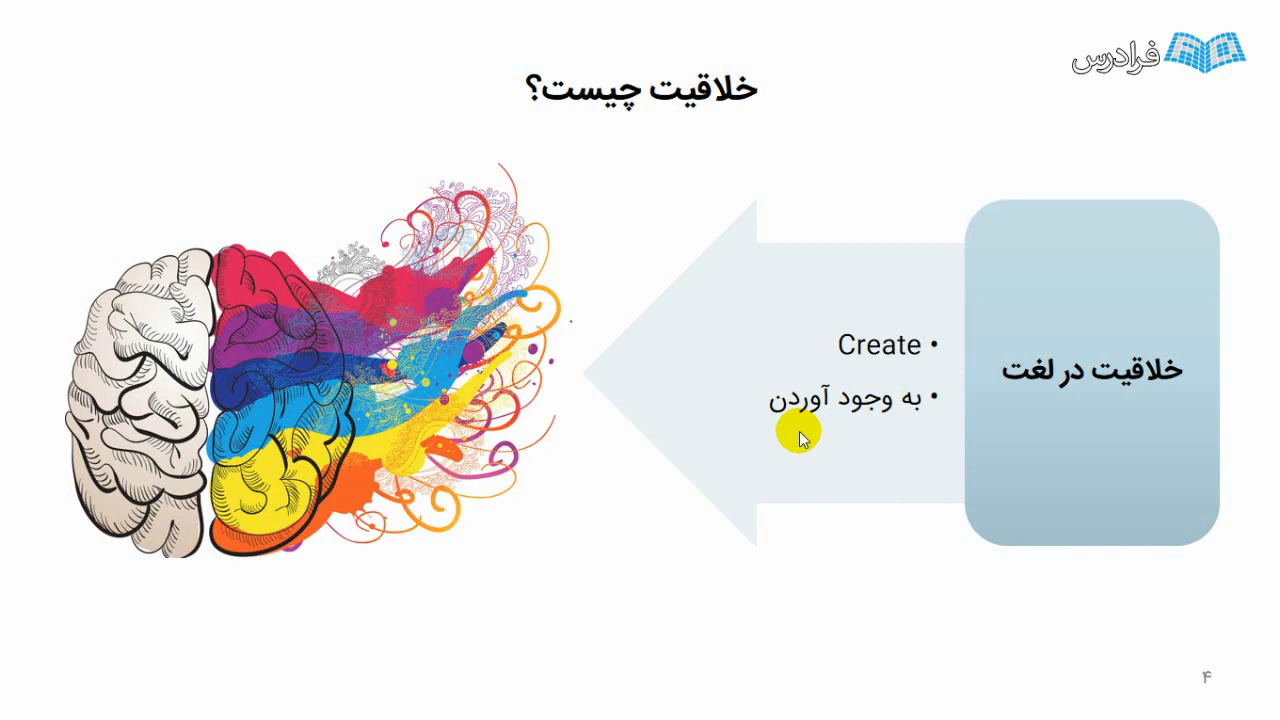 فرادرس
خلاقیت چیست؟
خلاقیت در لغت
• Create
• به وجود آوردن
۴